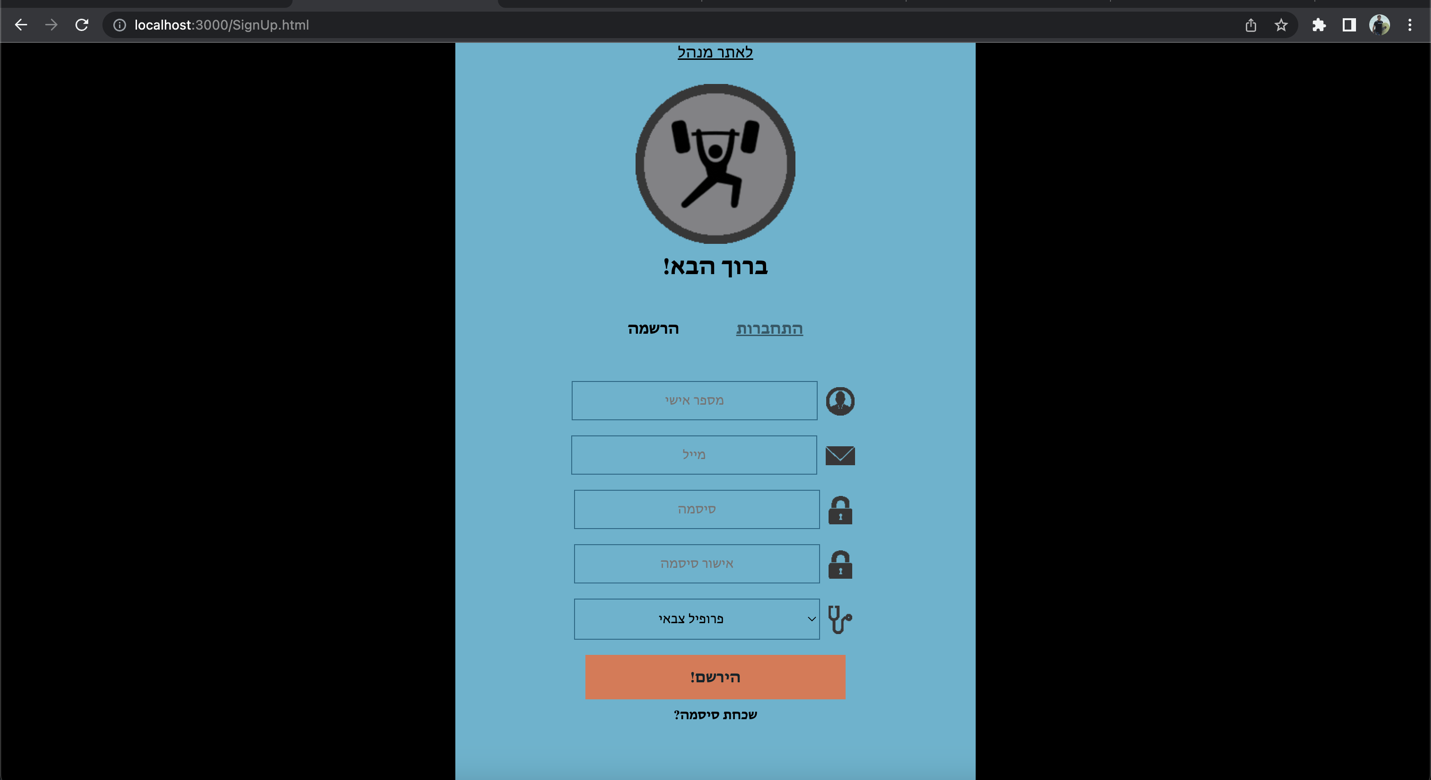 localhost:3000/SignUp.html
לאתר מנהל
ברוך הבא!
התחברות הרשמה
מספר אישי
מייל
סיסמה
אישור סיסמה
פרופיל צבאי
הירשם!
שכחת סיסמה?